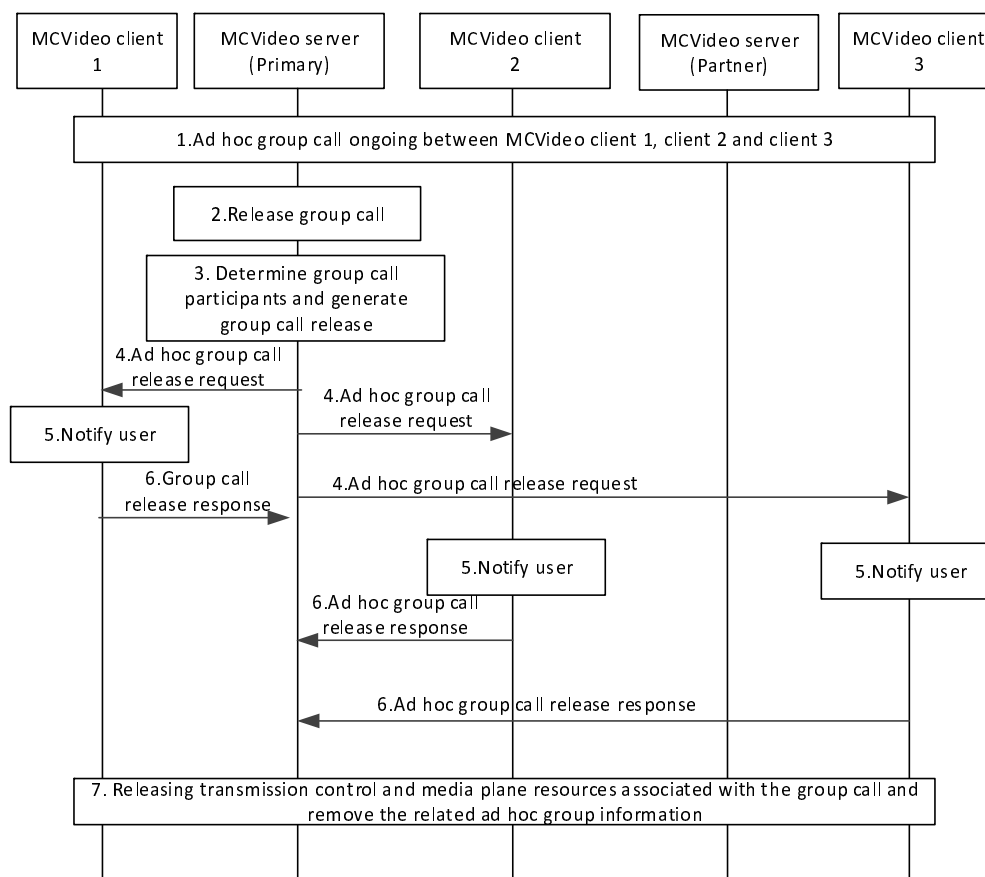 MCVideo client
1
MCVideo server
(Primary)
MCVideo client
2
MCVideo server
(Partner)
MCVideo client
3
1.Ad hoc group call ongoing between MCVideo client 1, client 2 and client 3
2.Release group call
3. Determine group call
participants and generate
group call release
4.Ad hoc group call
release request
4.Ad hoc group call
release request
5.Notify user
6.Group call
release response
4.Ad hoc group call release request
5.Notify user
5.Notify user
6.Ad hoc group call
release response
6.Ad hoc group call release response
7. Releasing transmission control and media plane resources associated with the group call and
remove the related ad hoc group information